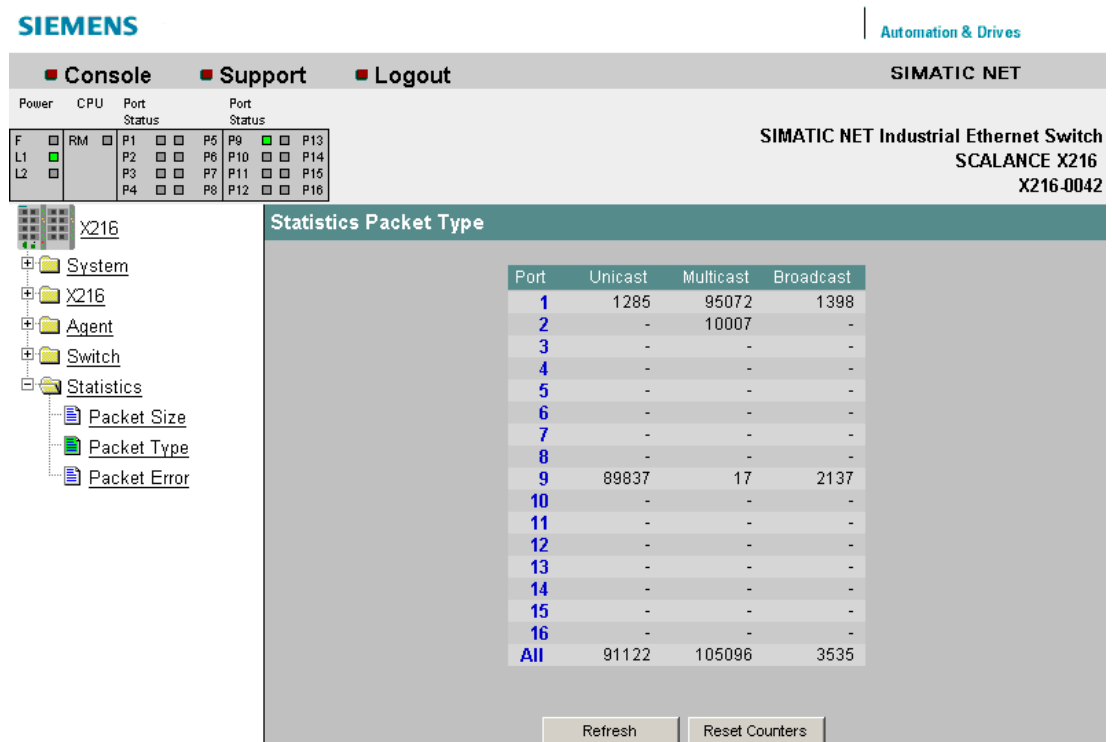 SIEMENS
Automation & Drives
Console Support Logout SIMATIC NET
Power CPU Port Status Port Status
F RM P1 P5 P9 P13
L1 P2 P6 P10 P14
L2 P3 P7 P11 P15
P4 P8 P12 P16
SIMATIC NET Industrial Ethernet Switch
SCALANCE X216
X216-0042
X216
System
X216
Agent
Switch
Statistics
Packet Size
Packet Type
Packet Error
Statistics Packet Type
Port Unicast Multicast Broadcast
1 1285 95072 1398
2 - 10007 -
3 - - -
4 - - -
5 - - -
6 - - -
7 - - -
8 - - -
9 89837 17 2137
10 - - -
11 - - -
12 - - -
13 - - -
14 - - -
15 - - -
16 - - -
All 91122 105096 3535
Refresh Reset Counters